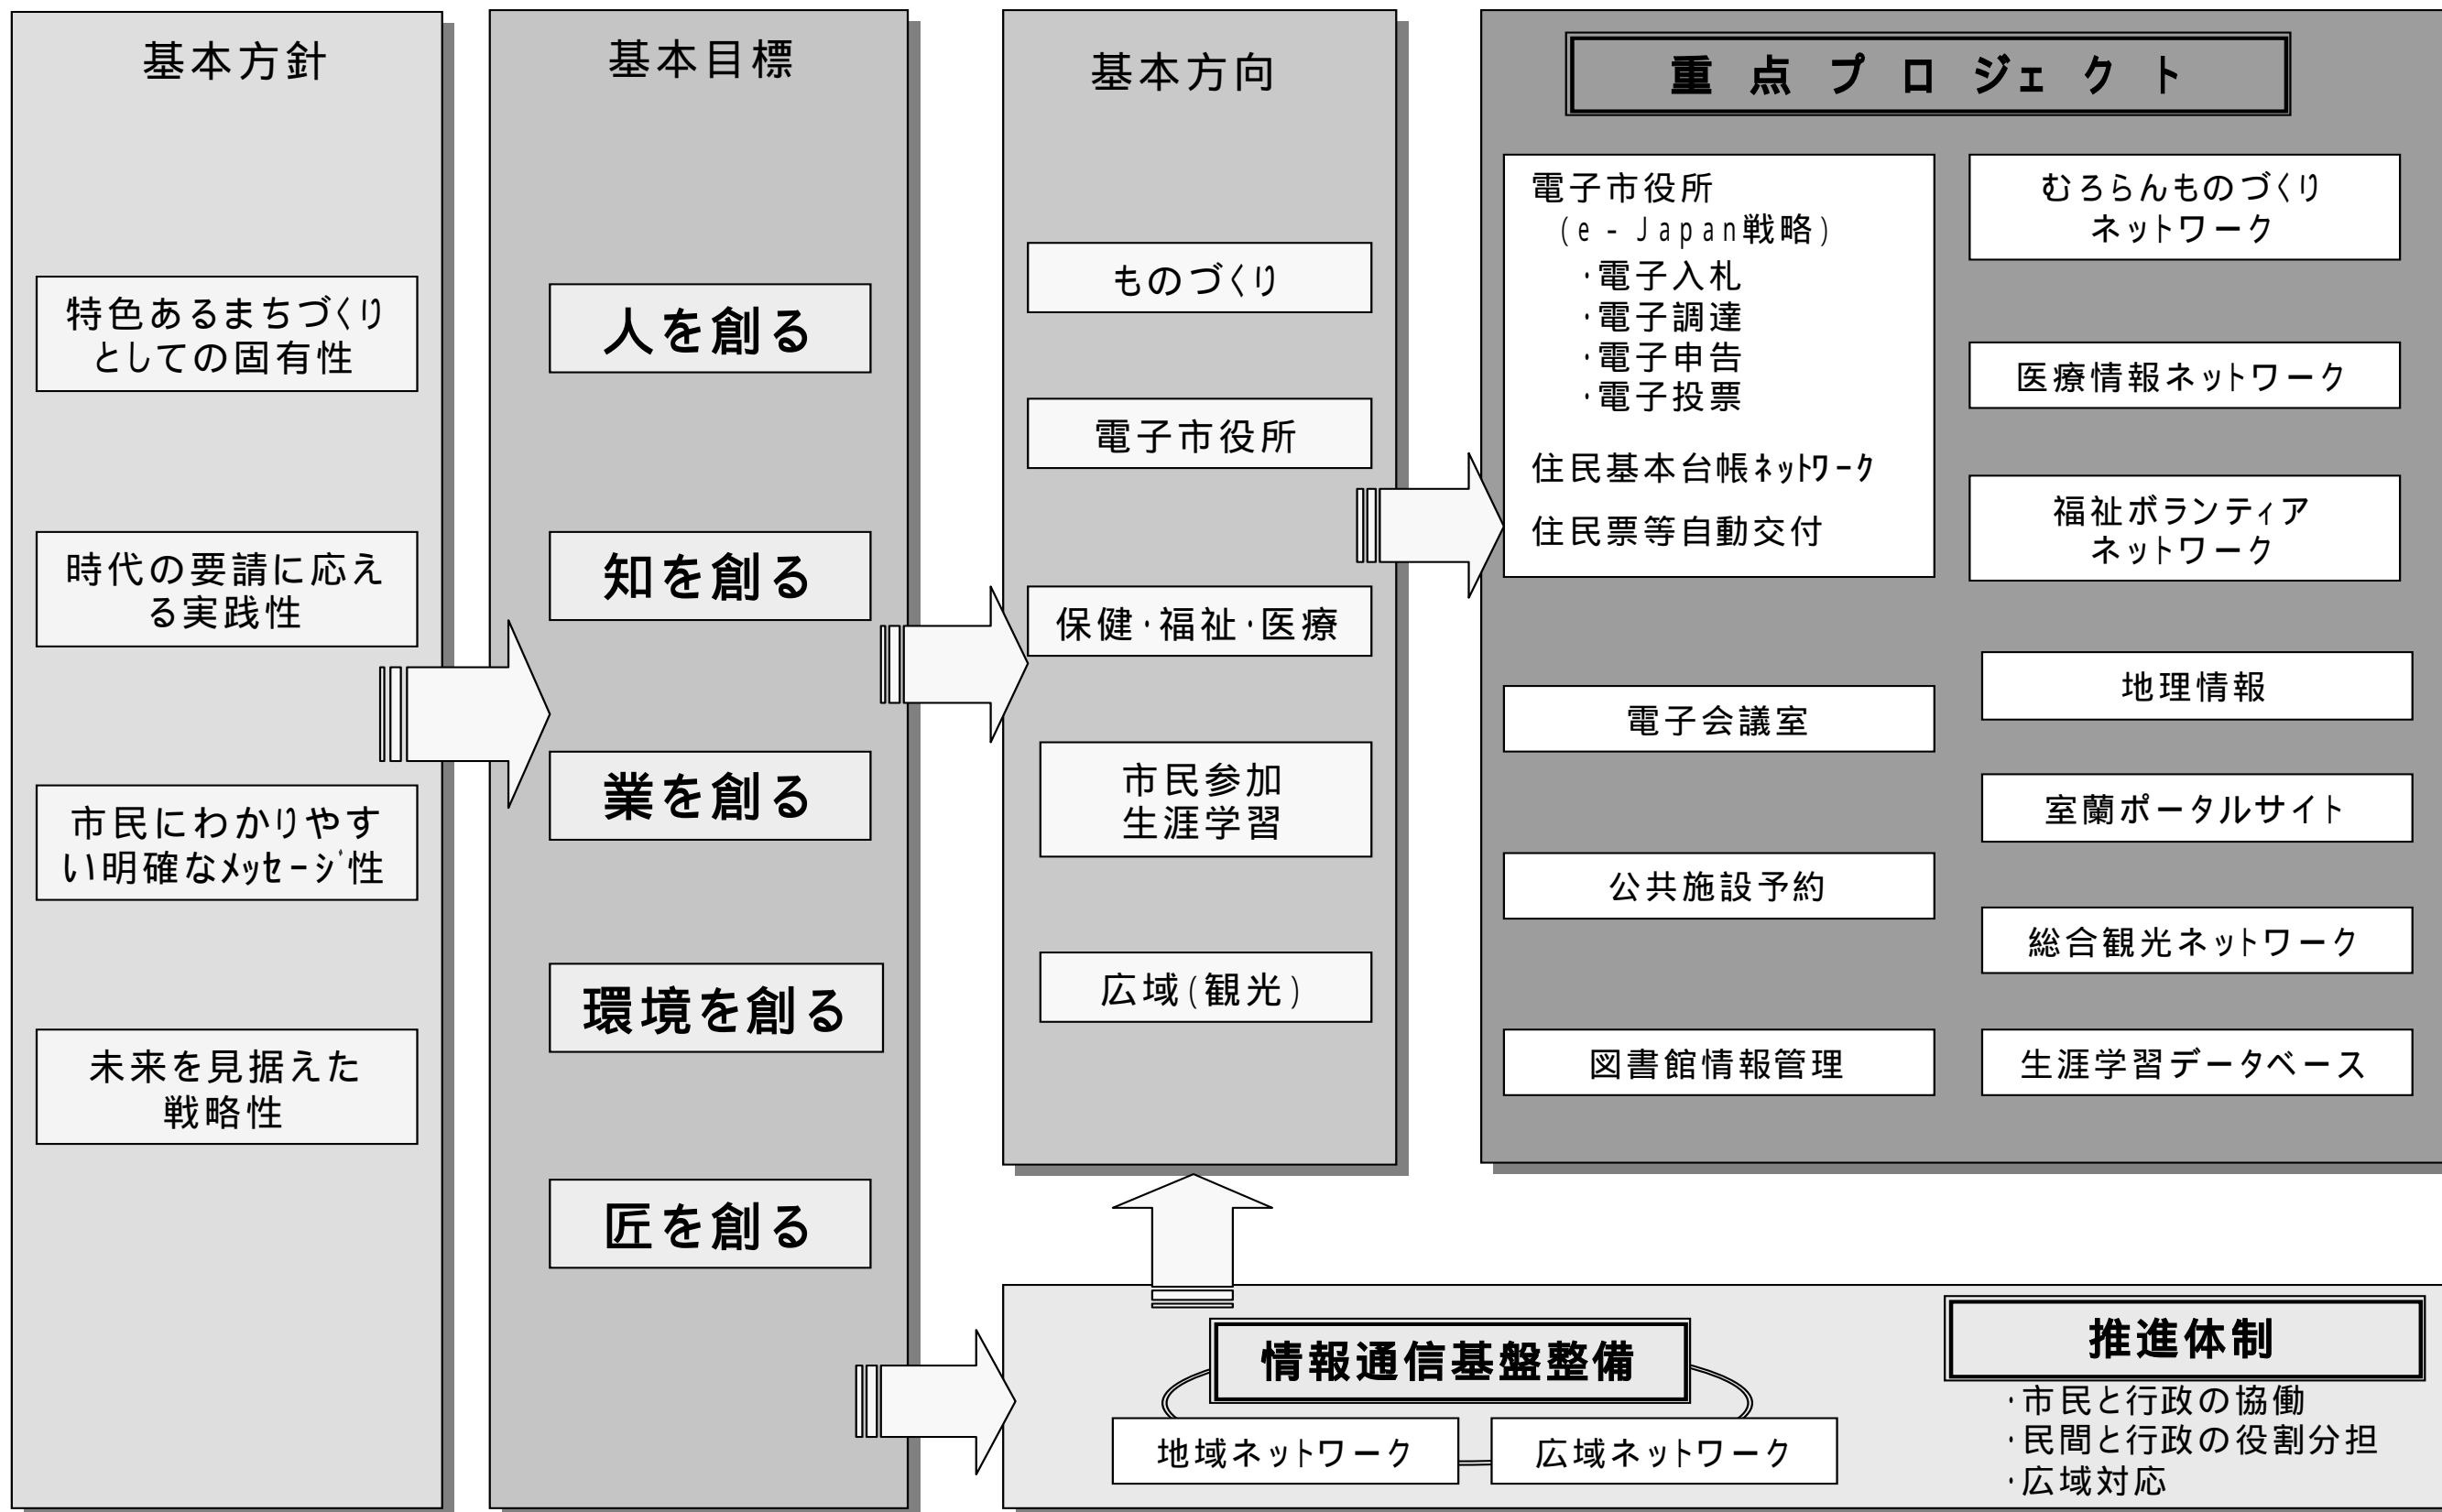 基本方針
特色あるまちづくり
としての固有性
時代の要請に応え
る実践性
市民にわかりやす
い明確なﾒｯｾｰｼﾞ性
未来を見据えた
戦略性
基本目標
人を創る
知を創る
業を創る
環境を創る
匠を創る
基本方向
ものづくり
電子市役所
保健・福祉・医療
市民参加
生涯学習
広域(観光)
重点プロジェクト
電子市役所
(e-Japan戦略)
・電子入札
・電子調達
・電子申告
・電子投票
住民基本台帳ﾈｯﾄﾜｰｸ
住民票等自動交付
電子会議室
公共施設予約
図書館情報管理
むろらんものづくり
ネットワーク
医療情報ネットワーク
福祉ボランティア
ネットワーク
地理情報
室蘭ポータルサイト
総合観光ネットワーク
生涯学習データベース
情報通信基盤整備
地域ネットワーク
広域ネットワーク
推進体制
・市民と行政の協働
・民間と行政の役割分担
・広域対応